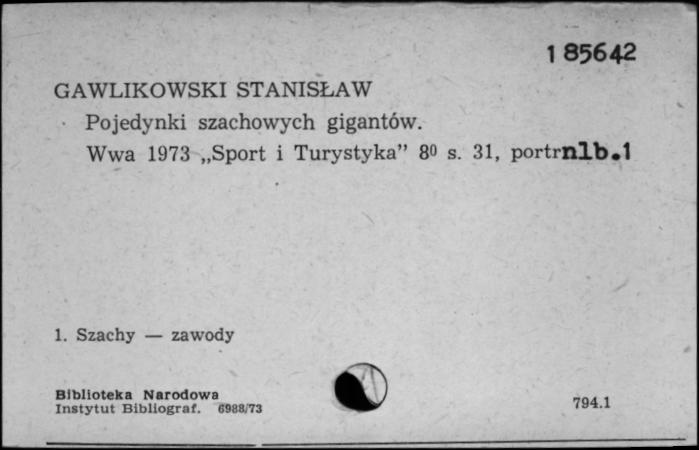 1 85642
GAWLIKOWSKI STANISŁAW
Pojedynki szachowych gigantów.
Wwa 1973 „Sport i Turystyka” 8⁰ s. 31, portrnlb.1
1. Szachy — zawody
Biblioteka Narodowa
Instytut Bibliograf. 6988/73
794.1